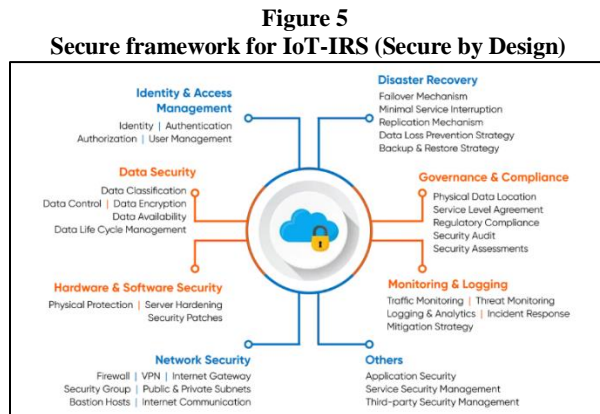 Figure 5
Secure framework for IoT-IRS (Secure by Design)
Identity & Access
Management
Identity | Authentication
Authorization | User Management
Data Security
Data Classification
Data Control | Data Encryption
Data Availability
Data Life Cycle Management
Hardware & Software Security
Physical Protection | Server Hardening
Security Patches
Network Security
Firewall | VPN | Internet Gateway
Security Group | Public & Private Subnets
Bastion Hosts | Internet Communication
Disaster Recovery
Failover Mechanism
Minimal Service Interruption
Replication Mechanism
Data Loss Prevention Strategy
Backup & Restore Strategy
Governance & Compliance
Physical Data Location
Service Level Agreement
Regulatory Compliance
Security Audit
Security Assessments
Monitoring & Logging
Traffic Monitoring | Threat Monitoring
Logging & Analytics | Incident Response
Mitigation Strategy
Others
Application Security
Service Security Management
Third-party Security Management